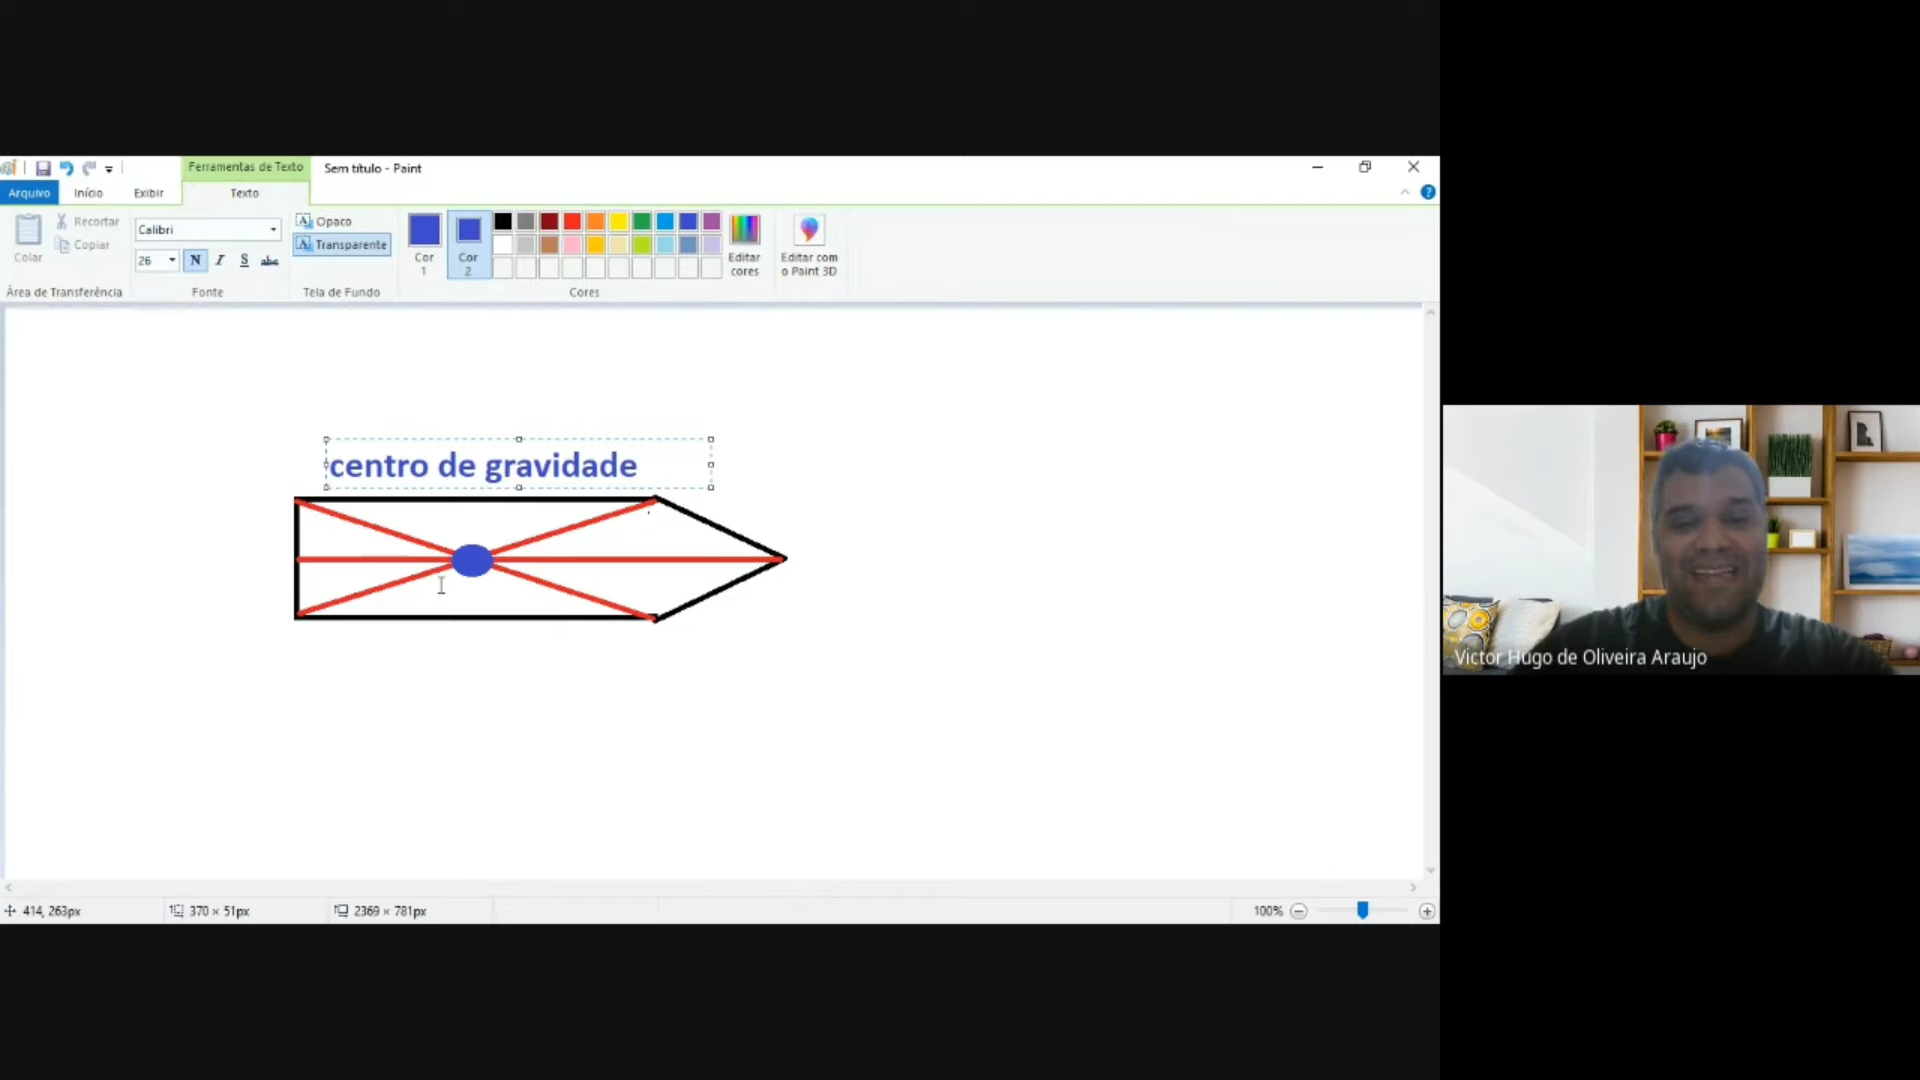 Ferramentas de Texto
Sem título - Paint
Arquivo
Início
Exibir
Texto
Colar
Recortar
Copiar
Área de Transferência
Calibri
26
N
I
S
abc
Fonte
A
Opaco
A
Transparente
Tela de Fundo
Cor
1
Cor
2
Editar
cores
Editar com
o Paint 3D
Cores
?
centro de gravidade
Victor Hugo de Oliveira Araujo
414, 263px
370 × 51px
2369 × 781px
100%